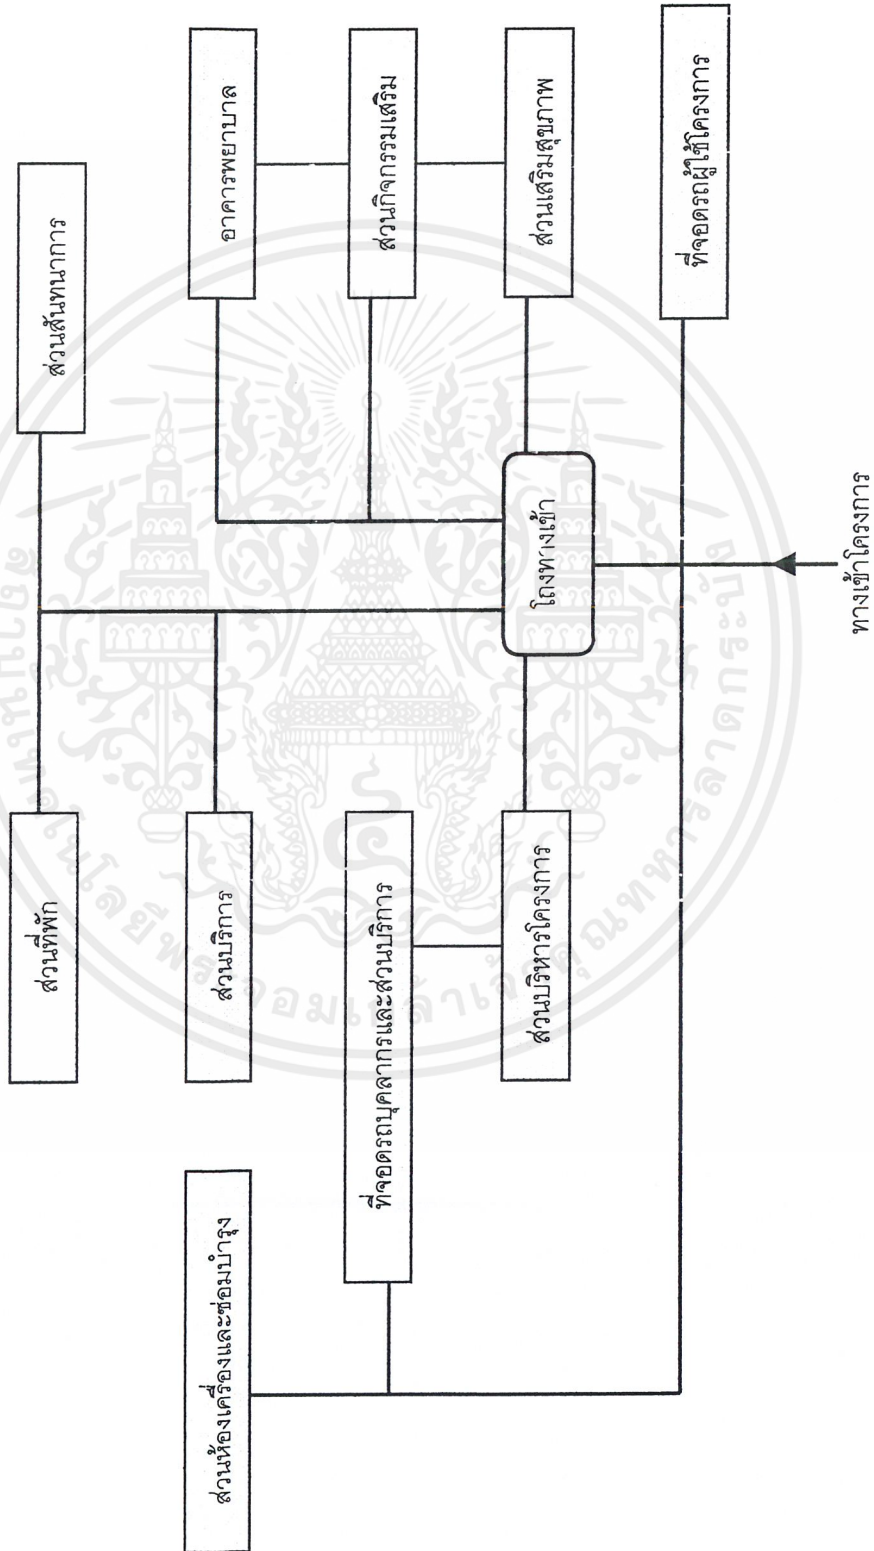 ส่วนสันทนาการ
ส่วนที่พัก
อาคารพยาบาล
ส่วนบริการ
ส่วนห้องเครื่องและซ่อมบำรุง
ส่วนกิจกรรมเสริม
ที่จอดรถบุคลากรและส่วนบริการ
ส่วนเสริมสุขภาพ
โถงทางเข้า
ส่วนบริหารโครงการ
ที่จอดรถผู้ใช้โครงการ
ทางเข้าโครงการ